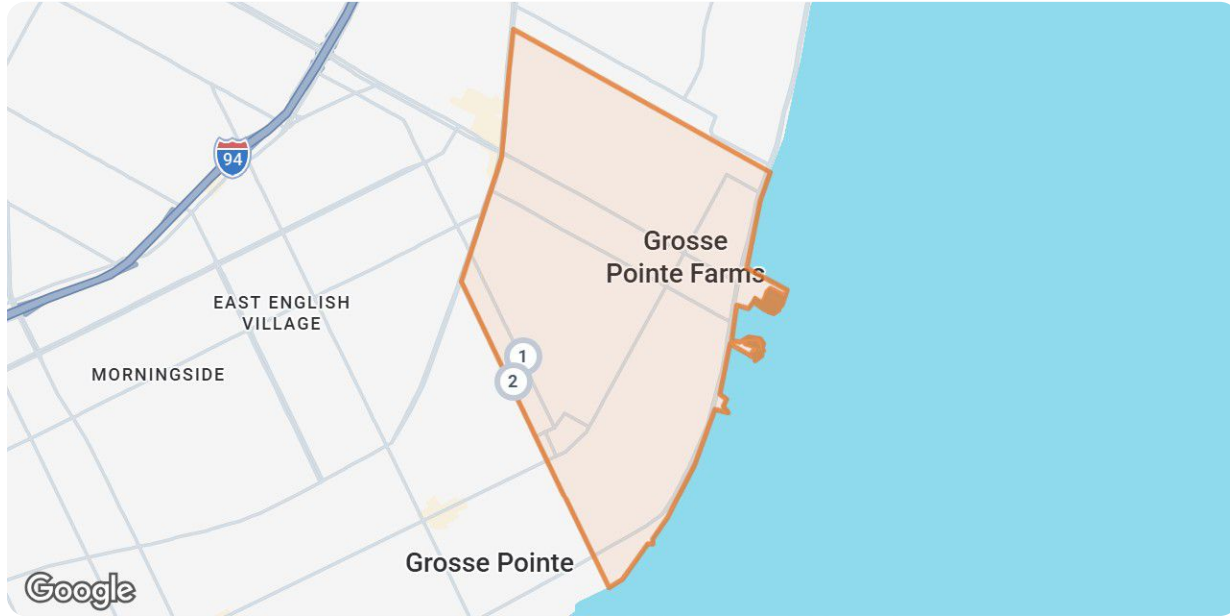 94
Grosse
Pointe Farms
EAST ENGLISH
VILLAGE
1
MORNINGSIDE
2
Grosse Pointe
Google